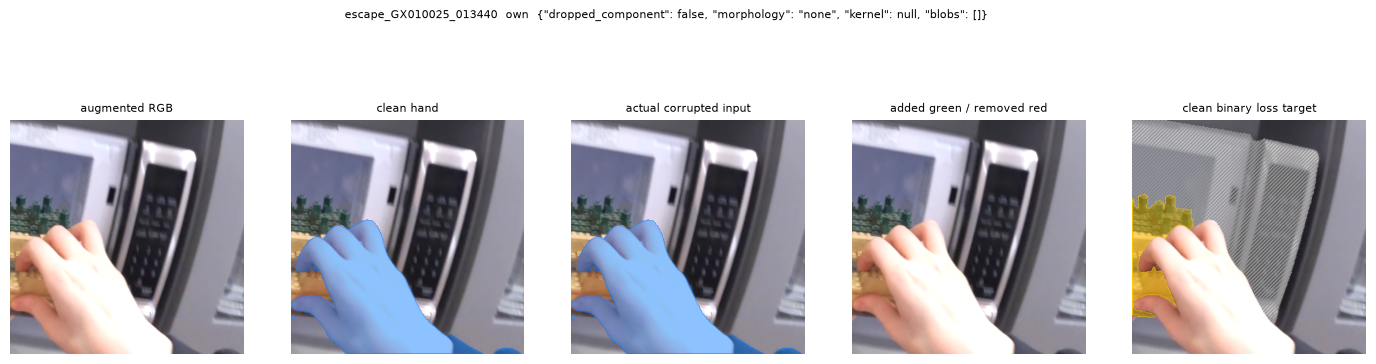 escape_GX010025_013440 own {"dropped_component": false, "morphology": "none", "kernel": null, "blobs": []}
augmented RGB
clean hand
actual corrupted input
added green / removed red
clean binary loss target